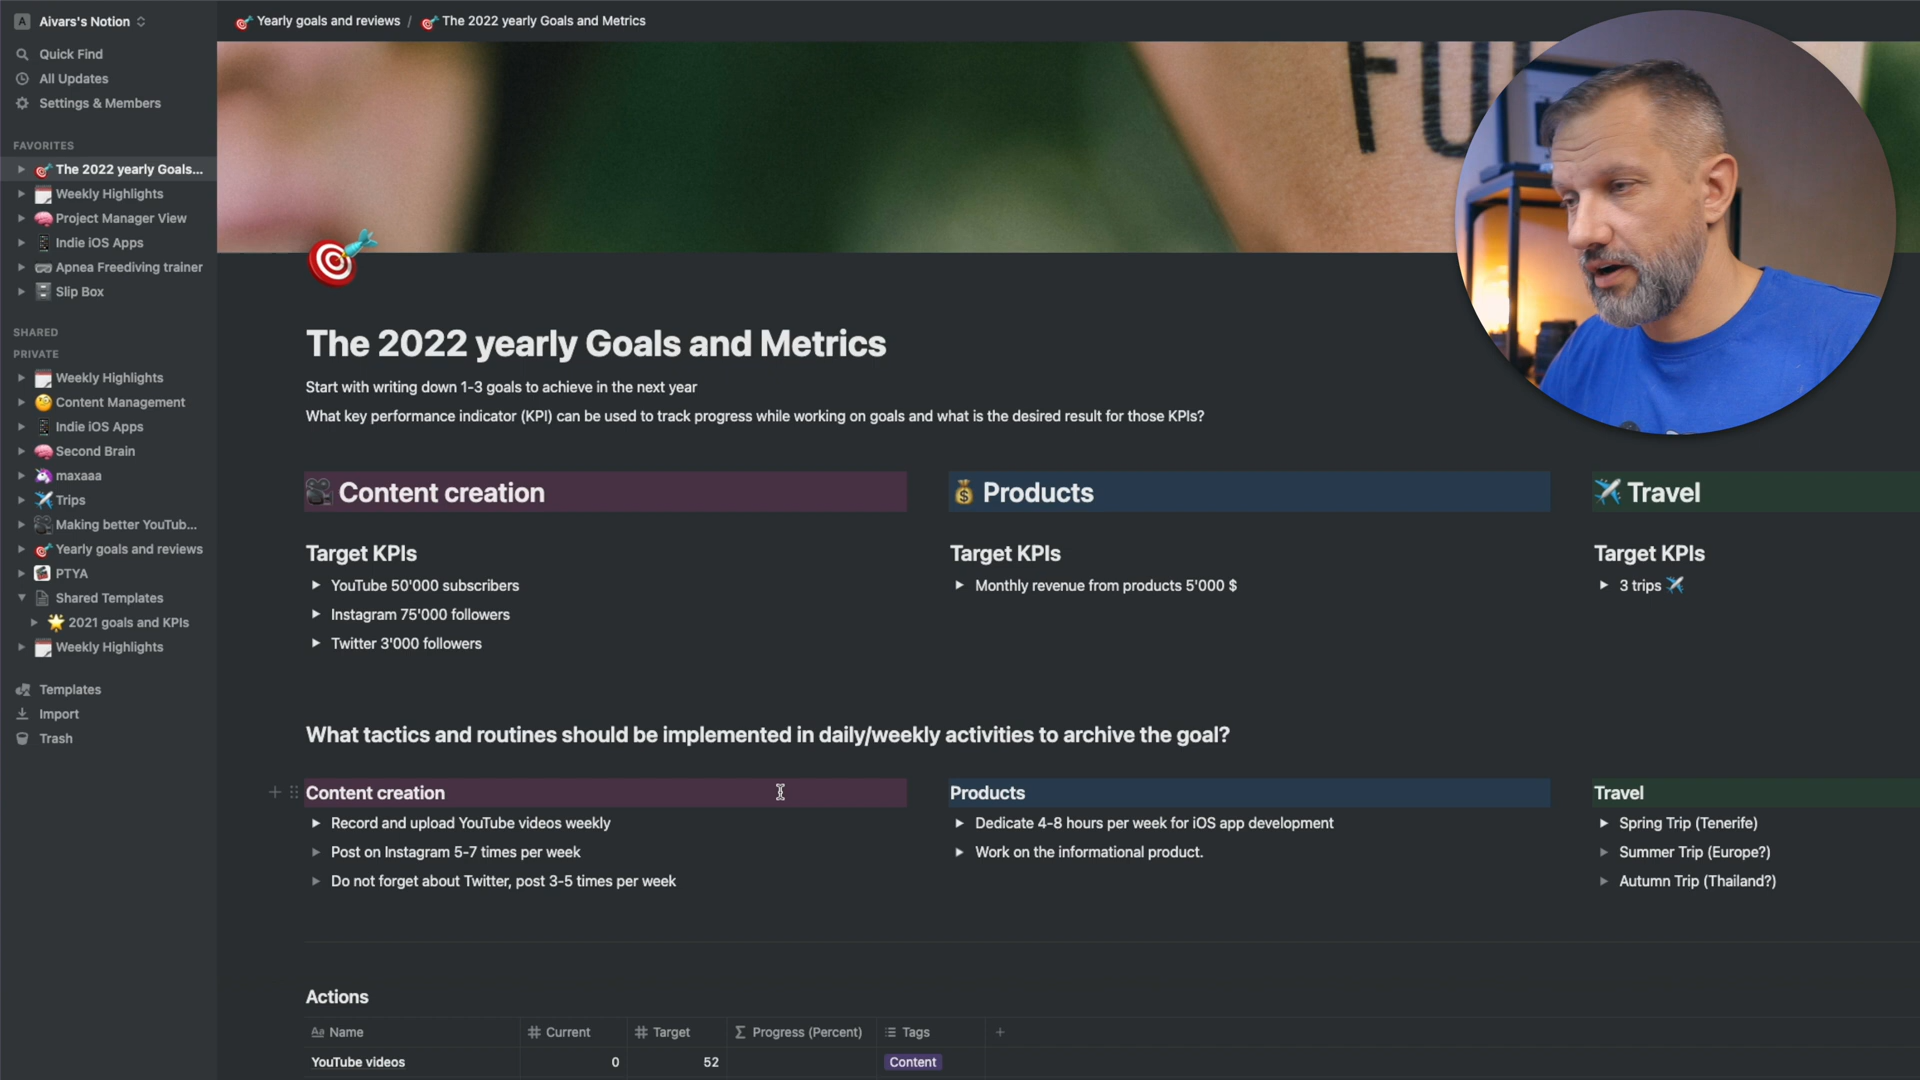 A Aivars's Notion
Yearly goals and reviews / The 2022 yearly Goals and Metrics
Quick Find
All Updates
Settings & Members
FAVORITES
The 2022 yearly Goals...
Weekly Highlights
Project Manager View
Indie iOS Apps
Apnea Freediving trainer
Slip Box
SHARED
PRIVATE
Weekly Highlights
Content Management
Indie iOS Apps
Second Brain
maxaaa
Trips
Making better YouTub...
Yearly goals and reviews
PTYA
Shared Templates
2021 goals and KPIs
Weekly Highlights
Templates
Import
Trash
The 2022 yearly Goals and Metrics
Start with writing down 1-3 goals to achieve in the next year
What key performance indicator (KPI) can be used to track progress while working on goals and what is the desired result for those KPIs?
Content creation
Target KPIs
YouTube 50'000 subscribers
Instagram 75'000 followers
Twitter 3'000 followers
Products
Target KPIs
Monthly revenue from products 5'000 $
Travel
Target KPIs
3 trips
What tactics and routines should be implemented in daily/weekly activities to archive the goal?
Content creation
Record and upload YouTube videos weekly
Post on Instagram 5-7 times per week
Do not forget about Twitter, post 3-5 times per week
Products
Dedicate 4-8 hours per week for iOS app development
Work on the informational product.
Travel
Spring Trip (Tenerife)
Summer Trip (Europe?)
Autumn Trip (Thailand?)
Actions
Aa Name # Current # Target Σ Progress (Percent) Tags +
YouTube videos 0 52 Content